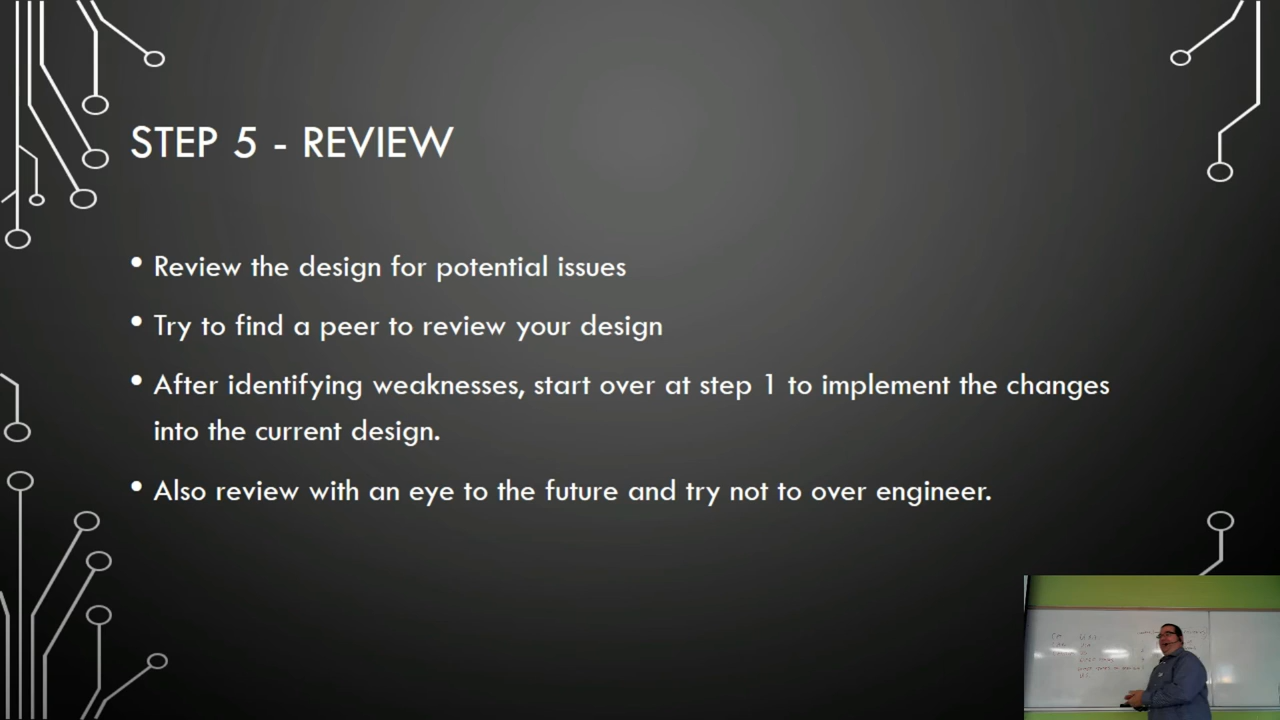 STEP 5 - REVIEW
• Review the design for potential issues
• Try to find a peer to review your design
• After identifying weaknesses, start over at step 1 to implement the changes
into the current design.
• Also review with an eye to the future and try not to over engineer.